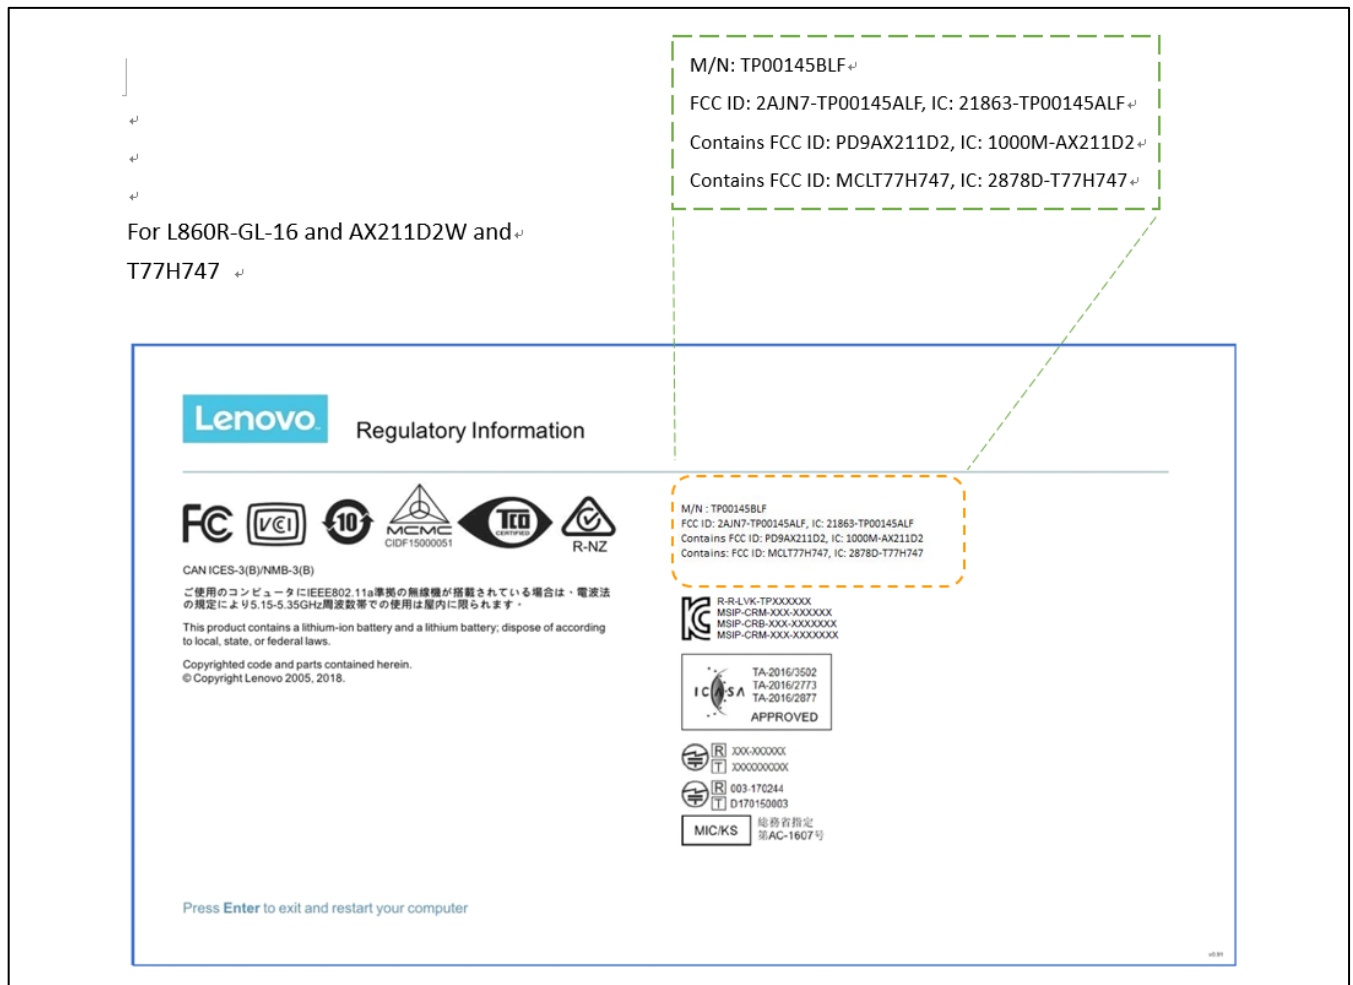 M/N: TP00145BLF
FCC ID: 2AJN7-TP00145ALF, IC: 21863-TP00145ALF
Contains FCC ID: PD9AX211D2, IC: 1000M-AX211D2
Contains FCC ID: MCLT77H747, IC: 2878D-T77H747
For L860R-GL-16 and AX211D2W and
T77H747
Lenovo
Regulatory Information
FC
VCI
10
MCMC
CIDF15000051
TCO
CERTIFIED
R-NZ
CAN ICES-3(B)/NMB-3(B)
ご使用のコンピュータにIEEE802.11a準拠の無線機が搭載されている場合は・電波法
の規定により5.15-5.35GHz周波数帯での使用は屋内に限られます・
This product contains a lithium-ion battery and a lithium battery; dispose of according
to local, state, or federal laws.
Copyrighted code and parts contained herein.
© Copyright Lenovo 2005, 2018.
M/N : TP00145BLF
FCC ID: 2AJN7-TP00145ALF, IC: 21863-TP00145ALF
Contains FCC ID: PD9AX211D2, IC: 1000M-AX211D2
Contains: FCC ID: MCLT77H747, IC: 2878D-T77H747
R-R-LVK-TPXXXXXX
MSIP-CRM-XXX-XXXXXX
MSIP-CRB-XXX-XXXXXXX
MSIP-CRM-XXX-XXXXXXX
ICASA
TA-2016/3502
TA-2016/2773
TA-2016/2877
APPROVED
R XXX-XXXXXX
T XXXXXXXXXX
R 003-170244
T D170150003
MIC/KS
総務省指定
第AC-1607号
Press Enter to exit and restart your computer
v0.91